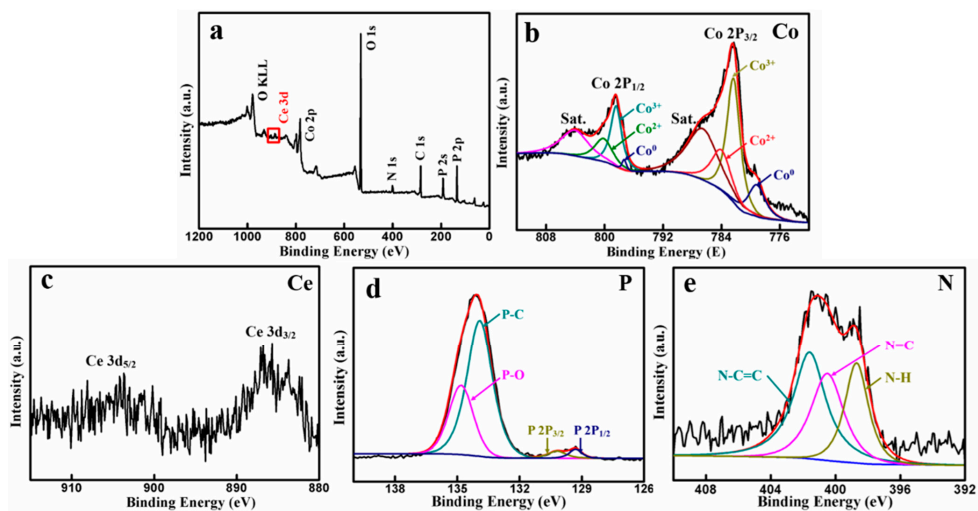 a
Intensity (a.u.)
O KLL
Ce 3d
Co 2p
O 1s
N 1s
C 1s
P 2s
P 2p
1200 1000 800 600 400 200 0
Binding Energy (eV)
b
Co
Intensity (a.u.)
Co 2P3/2
Co3+
Co 2P1/2
Sat.
Co3+
Co2+
Co0
Sat.
Co2+
Co0
808 800 792 784 776
Binding Energy (E)
c
Ce
Intensity (a.u.)
Ce 3d5/2
Ce 3d3/2
910 900 890 880
Binding Energy (eV)
d
P
Intensity (a.u.)
P-C
P-O
P 2P3/2
P 2P1/2
138 135 132 129 126
Binding Energy (eV)
e
N
Intensity (a.u.)
N-C=C
N-C
N-H
408 404 400 396 392
Binding Energy (eV)